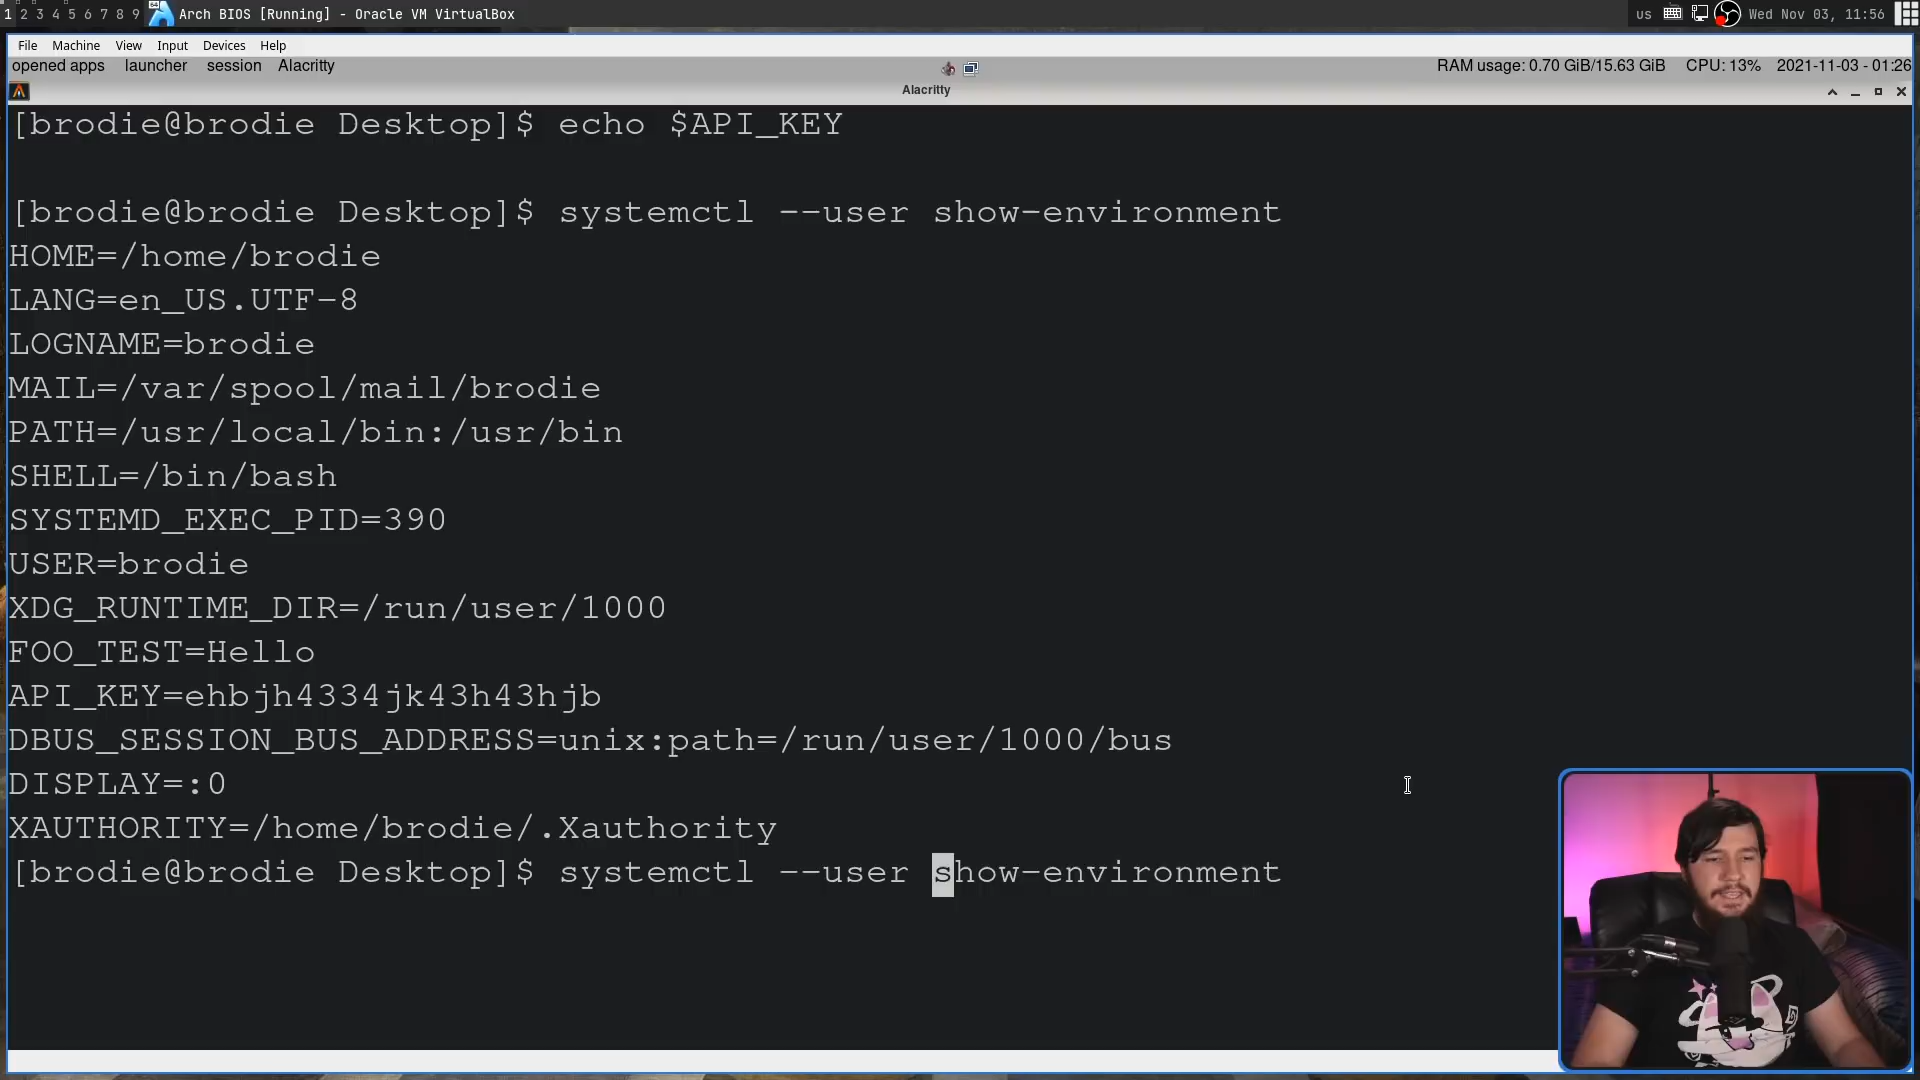 1 2 3 4 5 6 7 8 9 Arch BIOS [Running] - Oracle VM VirtualBox us Wed Nov 03, 11:56
File Machine View Input Devices Help
opened apps launcher session Alacritty RAM usage: 0.70 GiB/15.63 GiB CPU: 13% 2021-11-03 - 01:26
Alacritty
[brodie@brodie Desktop]$ echo $API_KEY
[brodie@brodie Desktop]$ systemctl --user show-environment
HOME=/home/brodie
LANG=en_US.UTF-8
LOGNAME=brodie
MAIL=/var/spool/mail/brodie
PATH=/usr/local/bin:/usr/bin
SHELL=/bin/bash
SYSTEMD_EXEC_PID=390
USER=brodie
XDG_RUNTIME_DIR=/run/user/1000
FOO_TEST=Hello
API_KEY=ehbjh4334jk43h43hjb
DBUS_SESSION_BUS_ADDRESS=unix:path=/run/user/1000/bus
DISPLAY=:0
XAUTHORITY=/home/brodie/.Xauthority
[brodie@brodie Desktop]$ systemctl --user show-environment